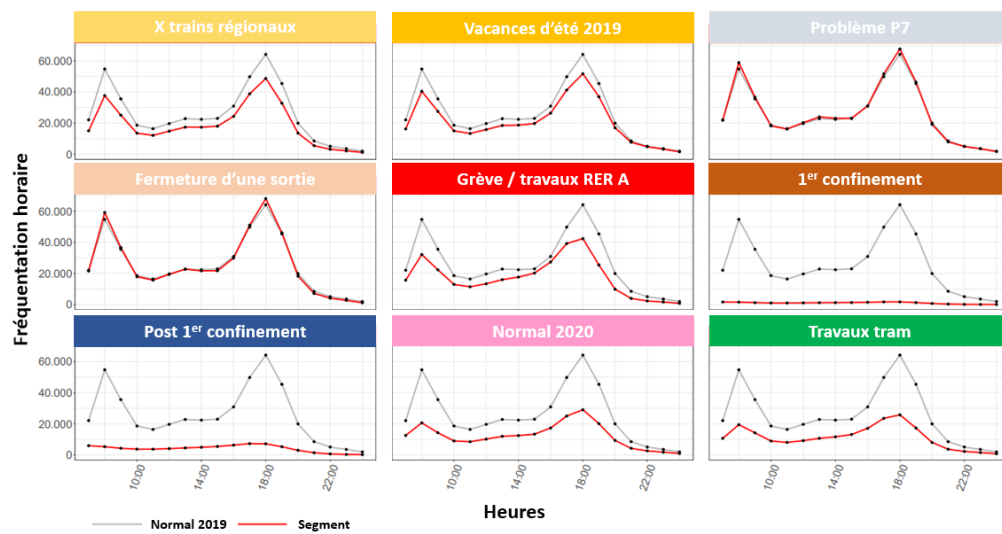 X trains régionaux
Vacances d'été 2019
Problème P7
60.000
40.000
20.000
0
Fermeture d'une sortie
Grève / travaux RER A
1er confinement
60.000
40.000
20.000
0
Post 1er confinement
Normal 2020
Travaux tram
60.000
40.000
20.000
0
Fréquentation horaire
10:00
14:00
18:00
22:00
10:00
14:00
18:00
22:00
10:00
14:00
18:00
22:00
Heures
Normal 2019
Segment